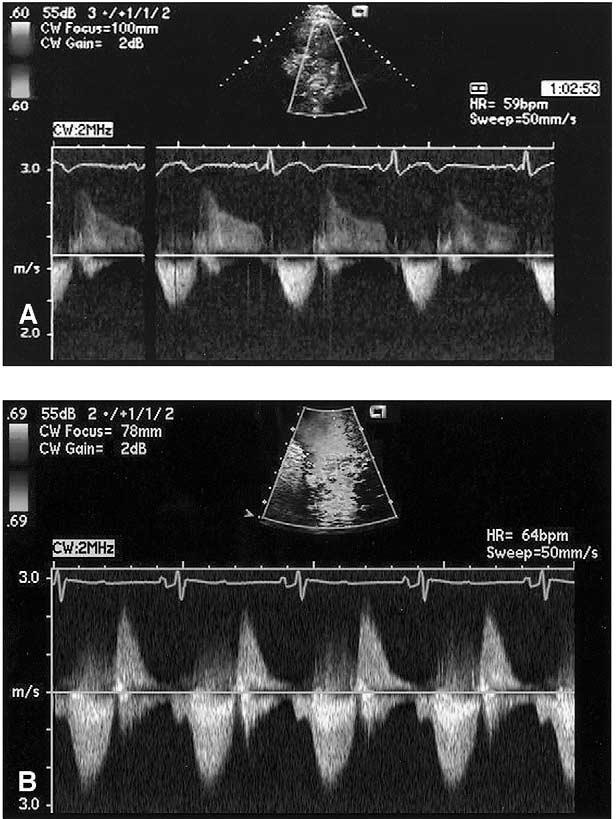 .60
55dB 3 •/+1/1/2
CW Focus=100mm
CW Gain= 2dB
.60
1:02:53
HR= 59bpm
Sweep=50mm/s
CW:2MHz
3.0
m/s
A
2.0
.69
55dB 2 •/+1/1/2
CW Focus= 78mm
CW Gain= 2dB
.69
HR= 64bpm
Sweep=50mm/s
CW:2MHz
3.0
m/s
B
3.0